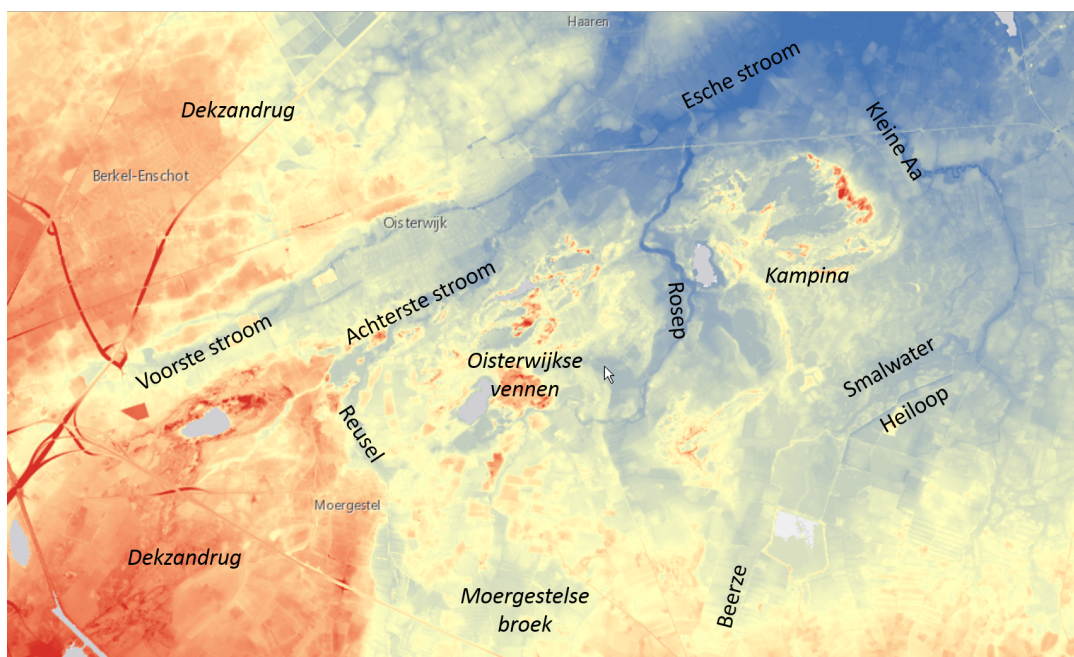 Haaren
Esche stroom
Dekzandrug
Kleine Aa
Berkel-Enschot
Oisterwijk
Kampina
Achterste stroom
Rosep
Voorste stroom
Oisterwijkse
vennen
Smalwater
Heiloop
Reusel
Moergestel
Dekzandrug
Moergestelse
broek
Beerze